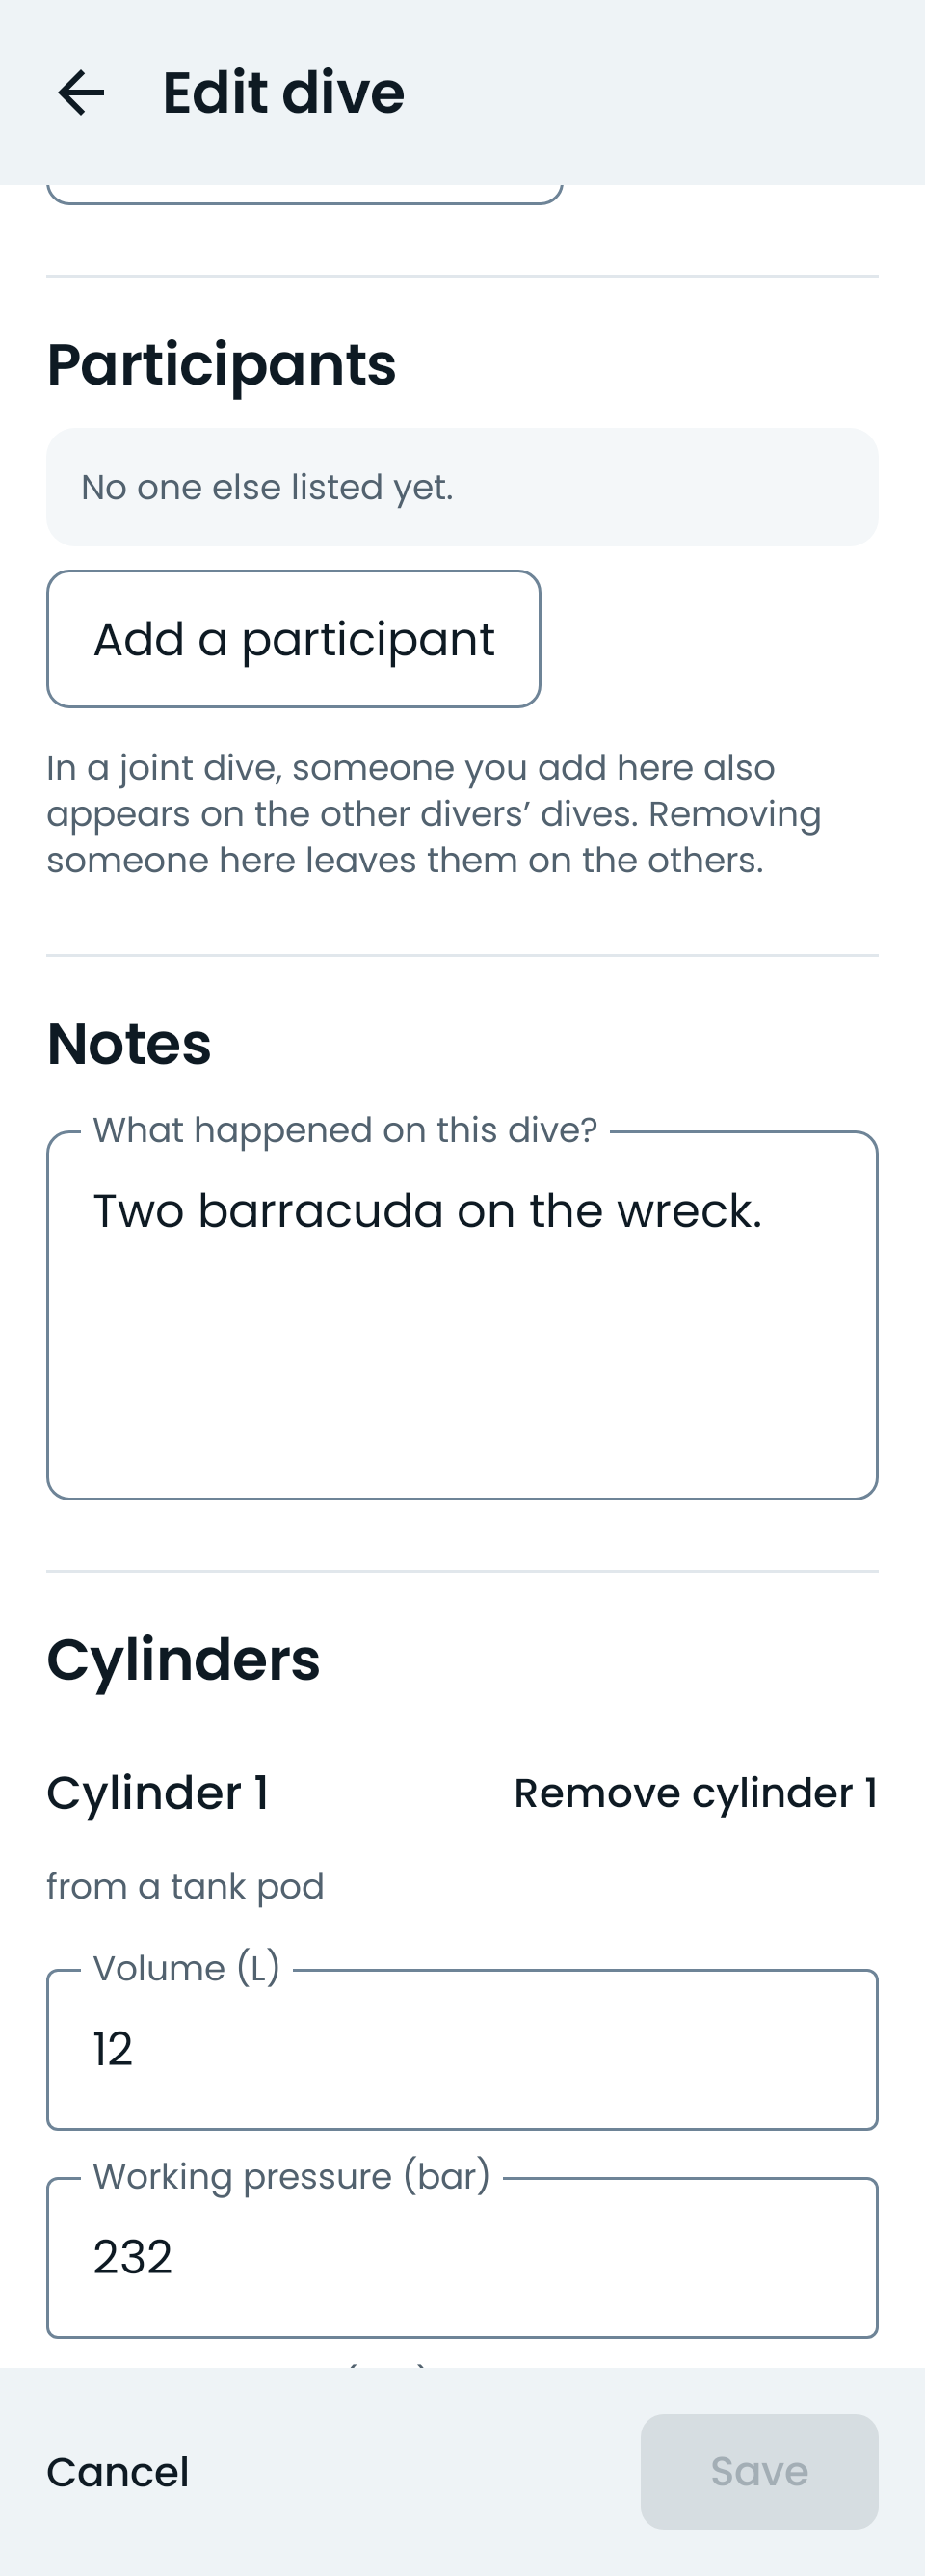 Edit dive
Participants
No one else listed yet.
Add a participant
In a joint dive, someone you add here also
appears on the other divers’ dives. Removing
someone here leaves them on the others.
Notes
What happened on this dive?
Two barracuda on the wreck.
Cylinders
Cylinder 1
Remove cylinder 1
from a tank pod
Volume (L)
12
Working pressure (bar)
232
Cancel
Save